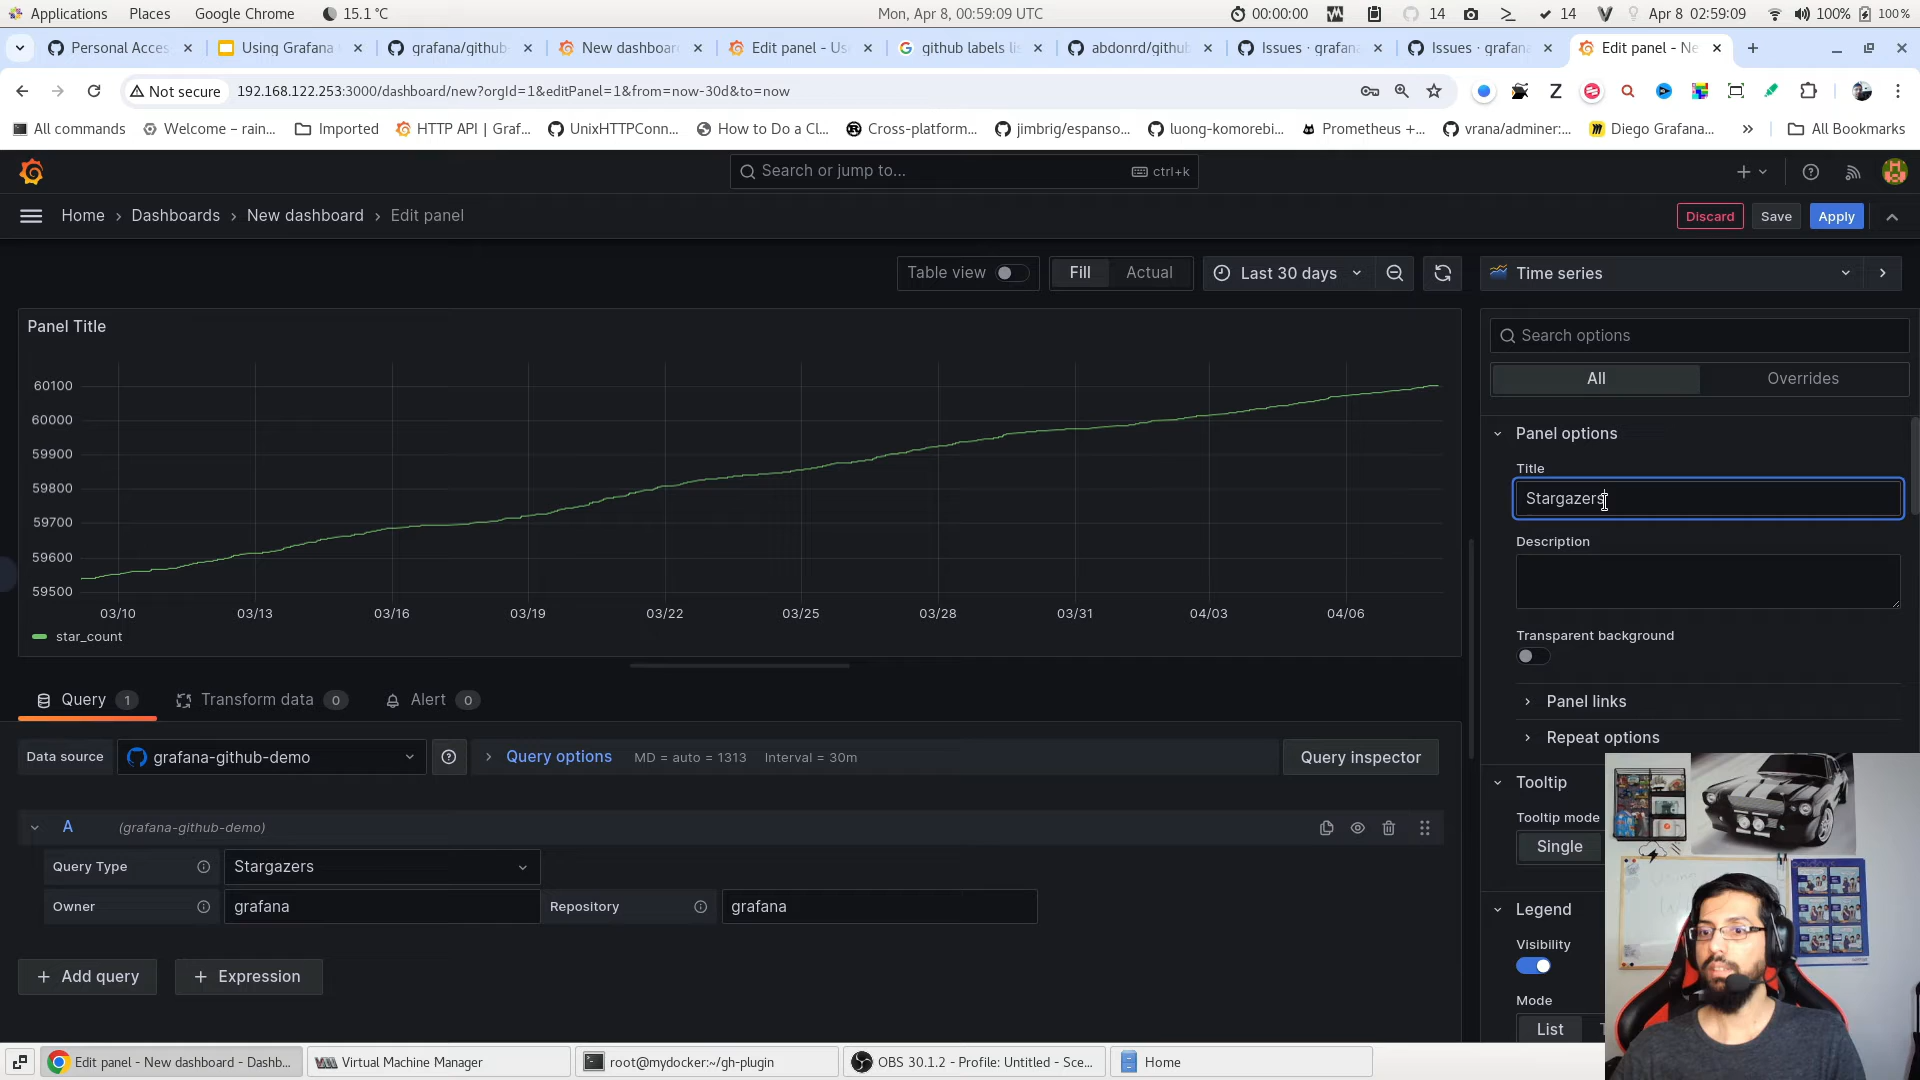 Applications Places Google Chrome 15.1 °C Mon, Apr 8, 00:59:09 UTC 00:00:00 14 14 Apr 8 02:59:09 100% 100%
Personal Acces Using Grafana grafana/github- New dashboard Edit panel - Us github labels li abdonrd/github Issues · grafana Issues · grafana Edit panel - Ne
Not secure 192.168.122.253:3000/dashboard/new?orgId=1&editPanel=1&from=now-30d&to=now
All commands Welcome – rain... Imported HTTP API | Graf... UnixHTTPConn... How to Do a Cl... Cross-platform... jimbrig/espanso... luong-komorebi... Prometheus +... vrana/adminer:... Diego Grafana... » All Bookmarks
Search or jump to... ctrl+k
Home › Dashboards › New dashboard › Edit panel
Discard Save Apply
Table view Fill Actual Last 30 days Time series
Panel Title
Search options
All Overrides
Panel options
Title
Stargazers
Description
Transparent background
Panel links
Repeat options
Tooltip
Tooltip mode
Single
Legend
Visibility
Mode
List
60100
60000
59900
59800
59700
59600
59500
03/10 03/13 03/16 03/19 03/22 03/25 03/28 03/31 04/03 04/06
star_count
Query 1 Transform data 0 Alert 0
Data source grafana-github-demo Query options MD = auto = 1313 Interval = 30m Query inspector
A (grafana-github-demo)
Query Type Stargazers
Owner grafana Repository grafana
+ Add query + Expression
Edit panel - New dashboard - Dashb... Virtual Machine Manager root@mydocker:~/gh-plugin OBS 30.1.2 - Profile: Untitled - Sce... Home